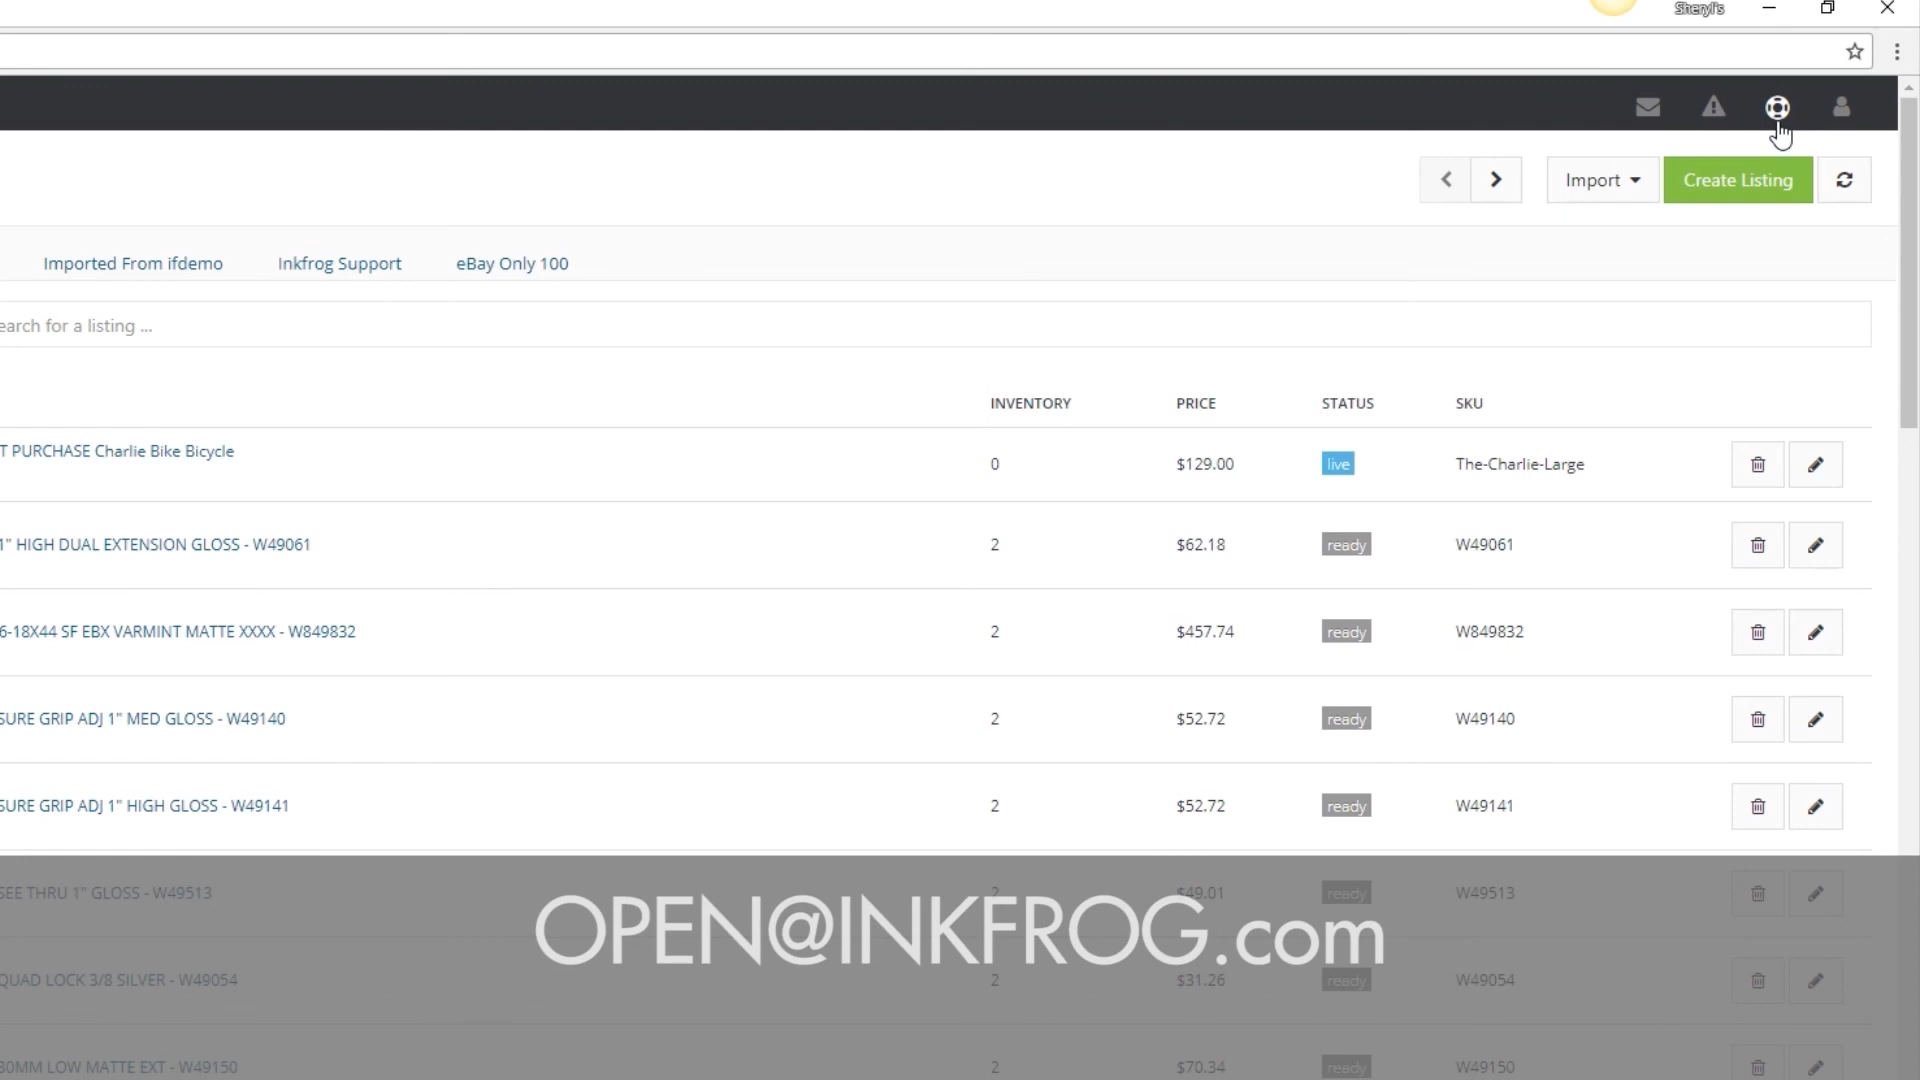 Sheryl's
Import
Create Listing
Imported From ifdemo
Inkfrog Support
eBay Only 100
earch for a listing ...
INVENTORY PRICE STATUS SKU
T PURCHASE Charlie Bike Bicycle 0 $129.00 live The-Charlie-Large
1" HIGH DUAL EXTENSION GLOSS - W49061 2 $62.18 ready W49061
6-18X44 SF EBX VARMINT MATTE XXXX - W849832 2 $457.74 ready W849832
SURE GRIP ADJ 1" MED GLOSS - W49140 2 $52.72 ready W49140
SURE GRIP ADJ 1" HIGH GLOSS - W49141 2 $52.72 ready W49141
SEE THRU 1" GLOSS - W49513 2 $49.01 ready W49513
OPEN@INKFROG.com
QUAD LOCK 3/8 SILVER - W49054 2 $31.26 ready W49054
30MM LOW MATTE EXT - W49150 2 $70.34 ready W49150